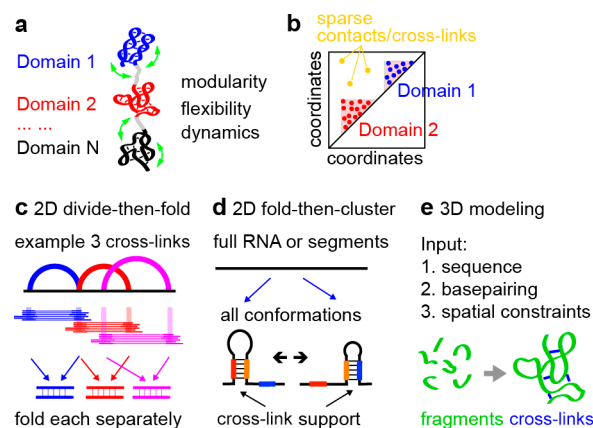 a
Domain 1
Domain 2
... ...
Domain N
modularity
flexibility
dynamics
b
sparse
contacts/cross-links
coordinates
Domain 1
Domain 2
coordinates
c 2D divide-then-fold
example 3 cross-links
fold each separately
d 2D fold-then-cluster
full RNA or segments
all conformations
cross-link support
e 3D modeling
Input:
1. sequence
2. basepairing
3. spatial constraints
fragments cross-links